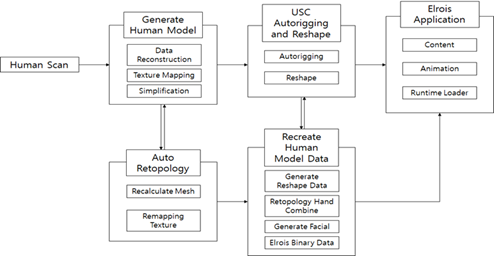 Human Scan
Generate
Human Model
Data
Reconstruction
Texture Mapping
Simplification
USC
Autorigging
and Reshape
Autorigging
Reshape
Elrois
Application
Content
Animation
Runtime Loader
Auto
Retopology
Recalculate Mesh
Remapping
Texture
Recreate
Human
Model Data
Generate
Reshape Data
Retopology Hand
Combine
Generate Facial
Elrois Binary Data